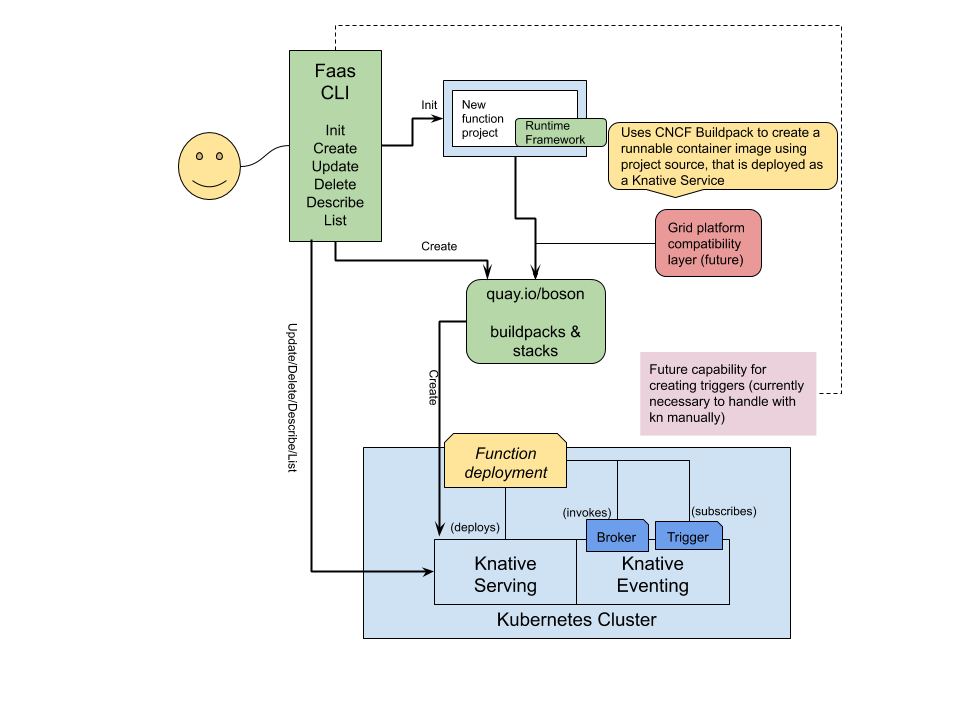 Faas
CLI
Init
Create
Update
Delete
Describe
List
Init
New
function
project
Runtime
Framework
Uses CNCF Buildpack to create a
runnable container image using
project source, that is deployed as
a Knative Service
Grid platform
compatibility
layer (future)
Create
quay.io/boson
buildpacks &
stacks
Update/Delete/Describe/List
Create
Future capability for
creating triggers (currently
necessary to handle with
kn manually)
Function
deployment
(deploys)
(invokes)
(subscribes)
Broker
Trigger
Knative
Serving
Knative
Eventing
Kubernetes Cluster